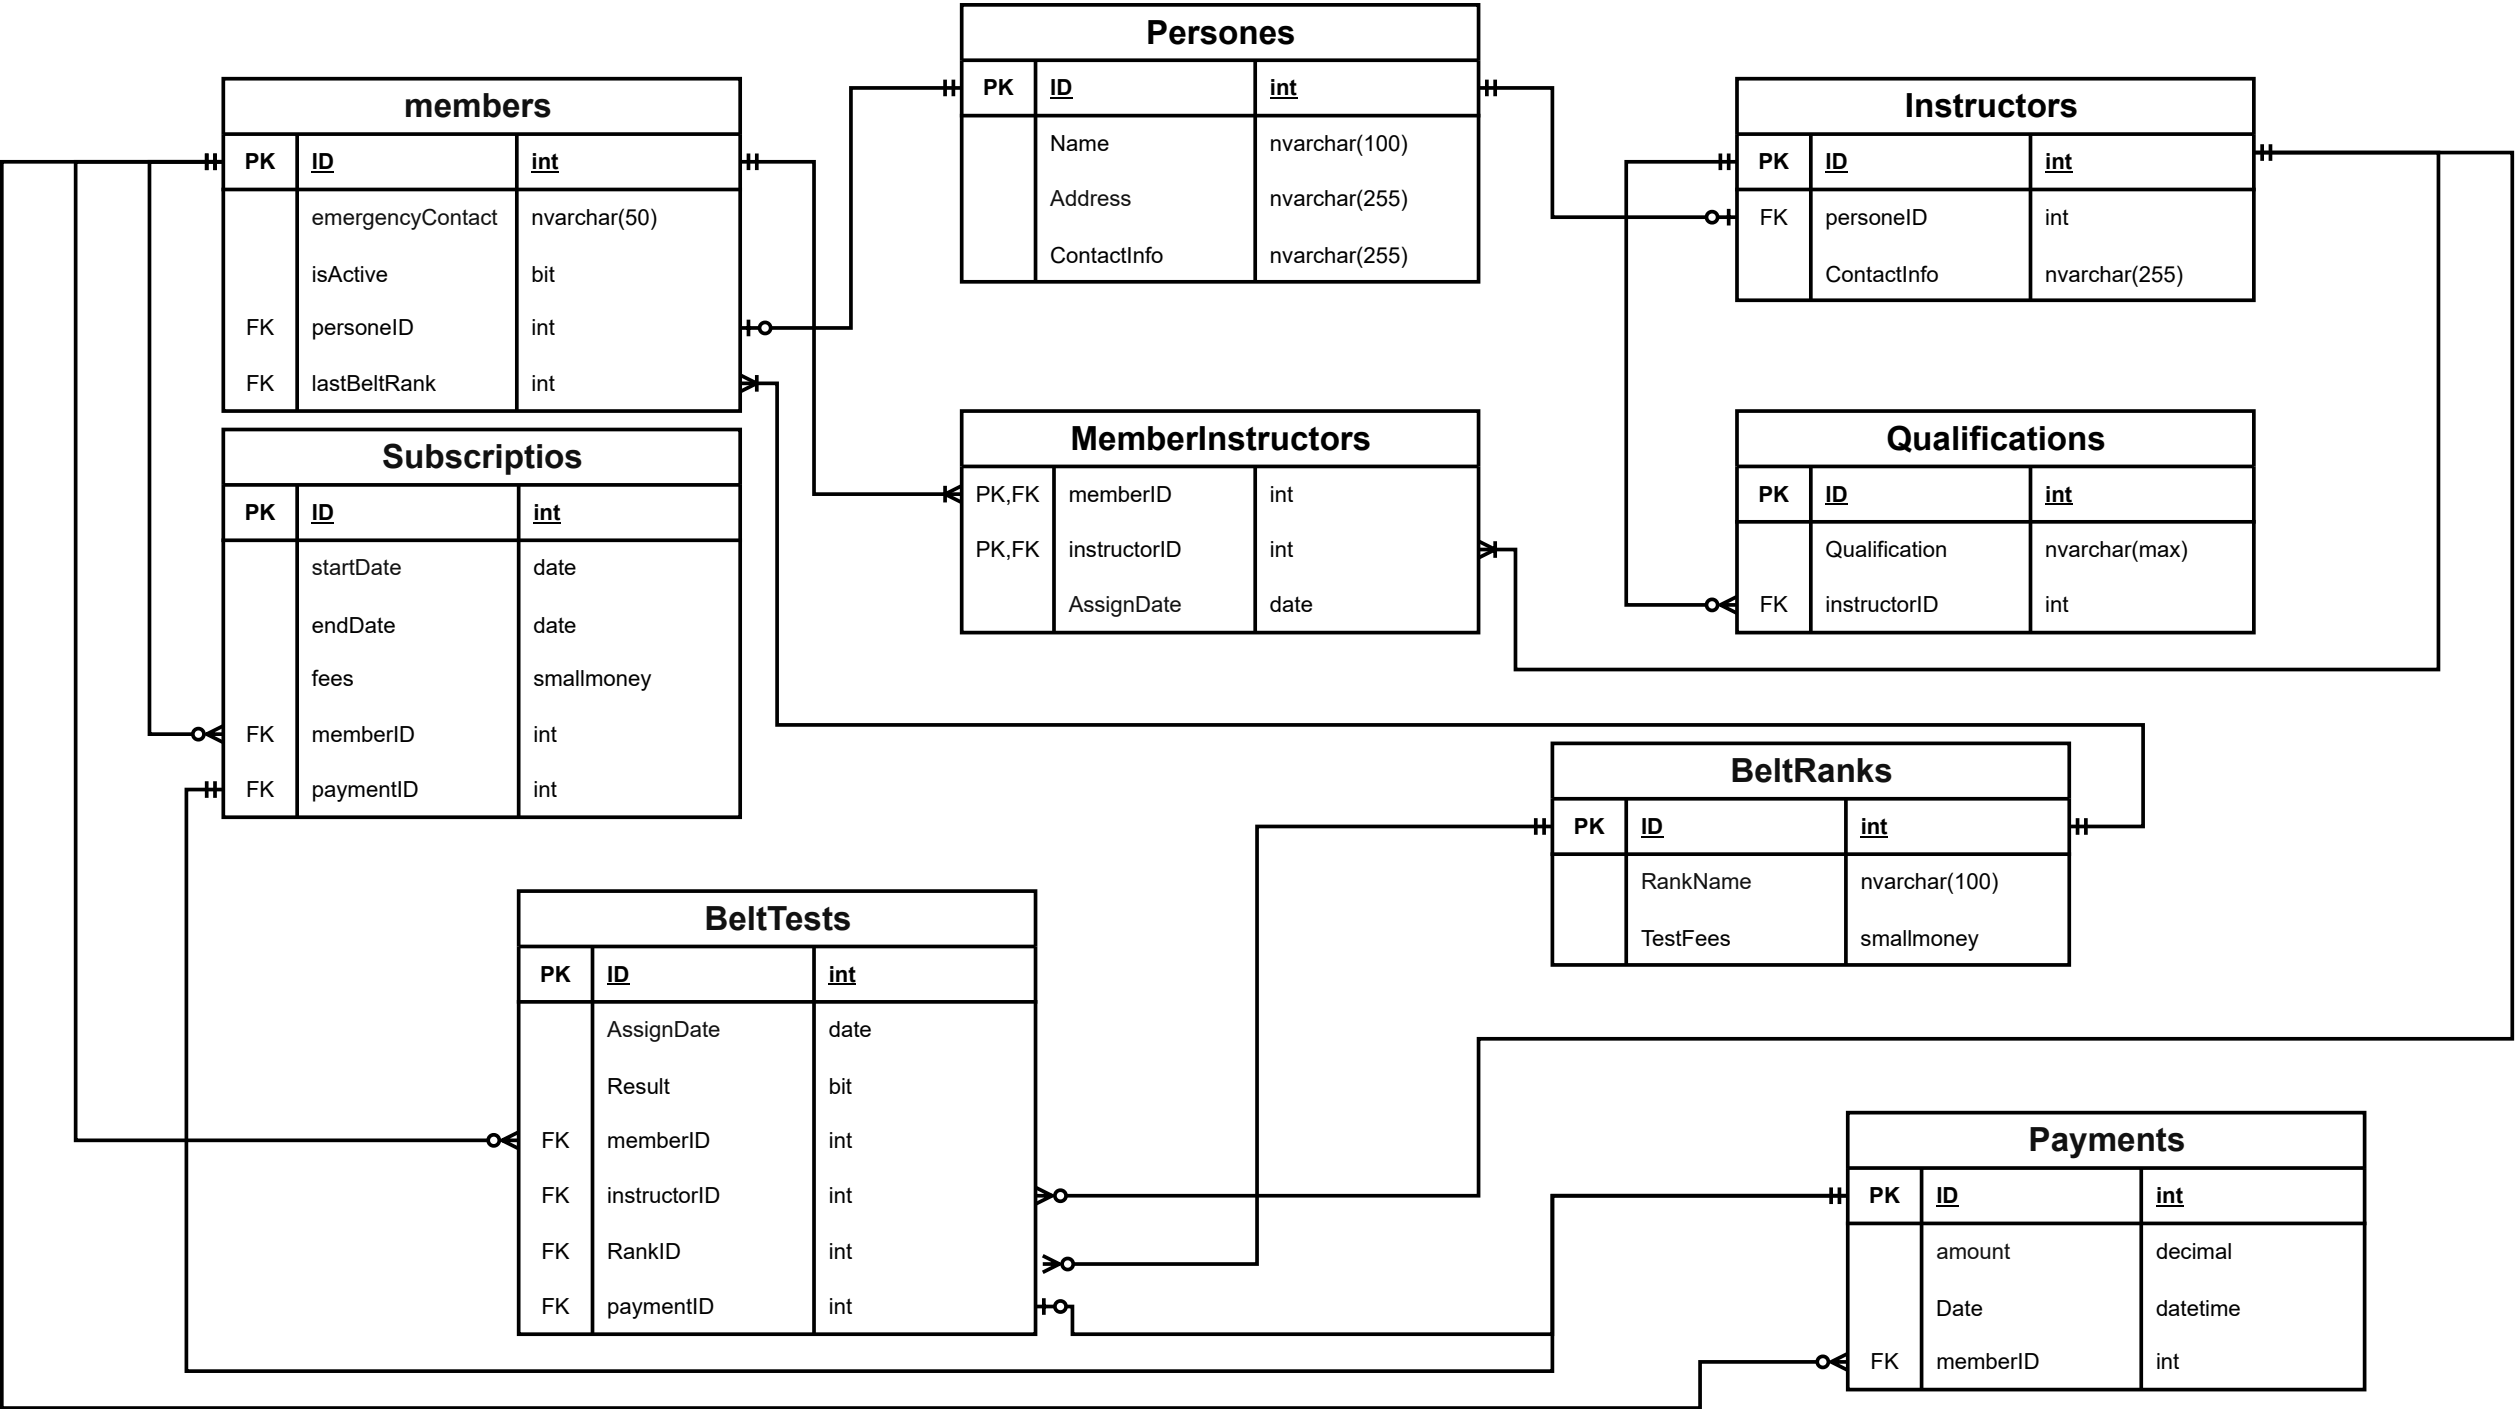 Persones
PK ID int
Name nvarchar(100)
Address nvarchar(255)
ContactInfo nvarchar(255)
members
PK ID int
emergencyContact nvarchar(50)
isActive bit
FK personeID int
FK lastBeltRank int
Instructors
PK ID int
FK personeID int
ContactInfo nvarchar(255)
Subscriptios
PK ID int
startDate date
endDate date
fees smallmoney
FK memberID int
FK paymentID int
MemberInstructors
PK,FK memberID int
PK,FK instructorID int
AssignDate date
Qualifications
PK ID int
Qualification nvarchar(max)
FK instructorID int
BeltRanks
PK ID int
RankName nvarchar(100)
TestFees smallmoney
BeltTests
PK ID int
AssignDate date
Result bit
FK memberID int
FK instructorID int
FK RankID int
FK paymentID int
Payments
PK ID int
amount decimal
Date datetime
FK memberID int